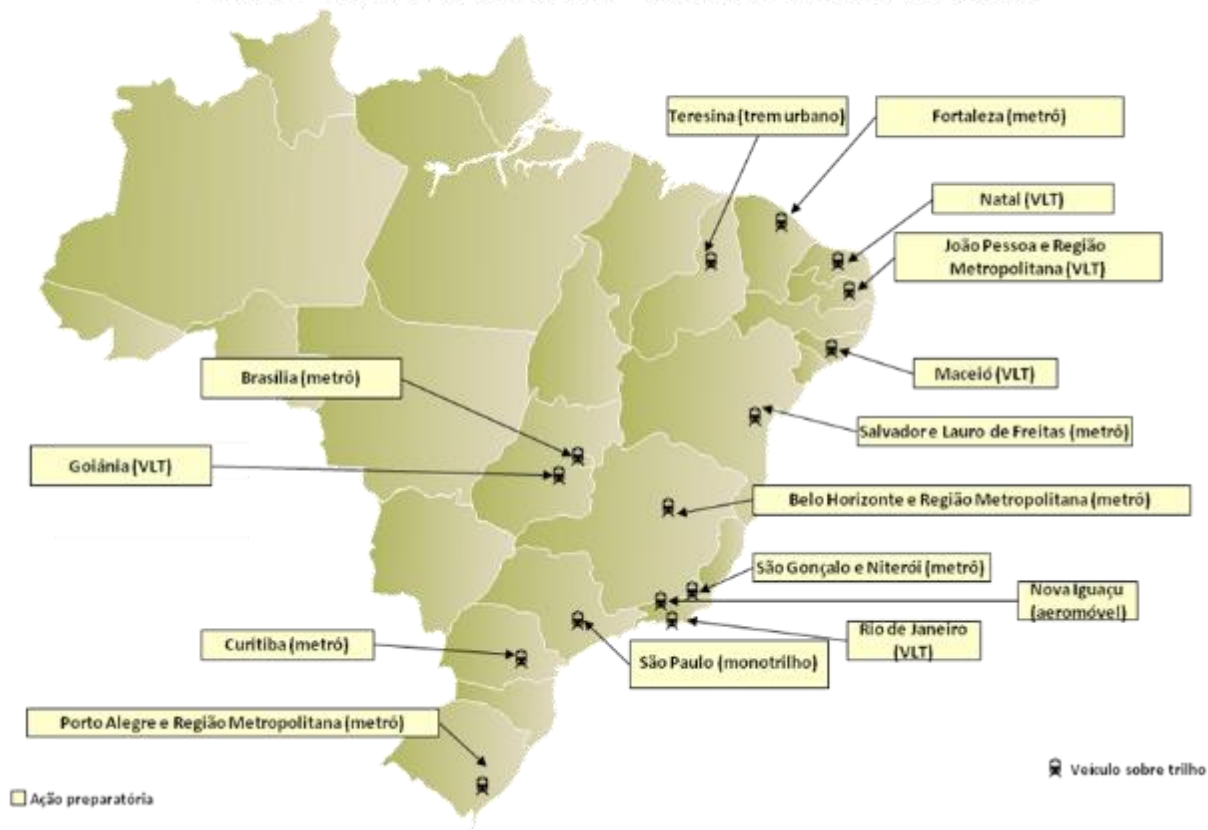 Teresina (trem urbano)
Fortaleza (metrô)
Natal (VLT)
João Pessoa e Região
Metropolitana (VLT)
Brasília (metrô)
Maceió (VLT)
Salvador e Lauro de Freitas (metrô)
Goiânia (VLT)
Belo Horizonte e Região Metropolitana (metrô)
São Gonçalo e Niterói (metrô)
Nova Iguaçu
(aeromóvel)
Rio de Janeiro
(VLT)
Curitiba (metrô)
São Paulo (monotrilho)
Porto Alegre e Região Metropolitana (metrô)
Veículo sobre trilho
Ação preparatória